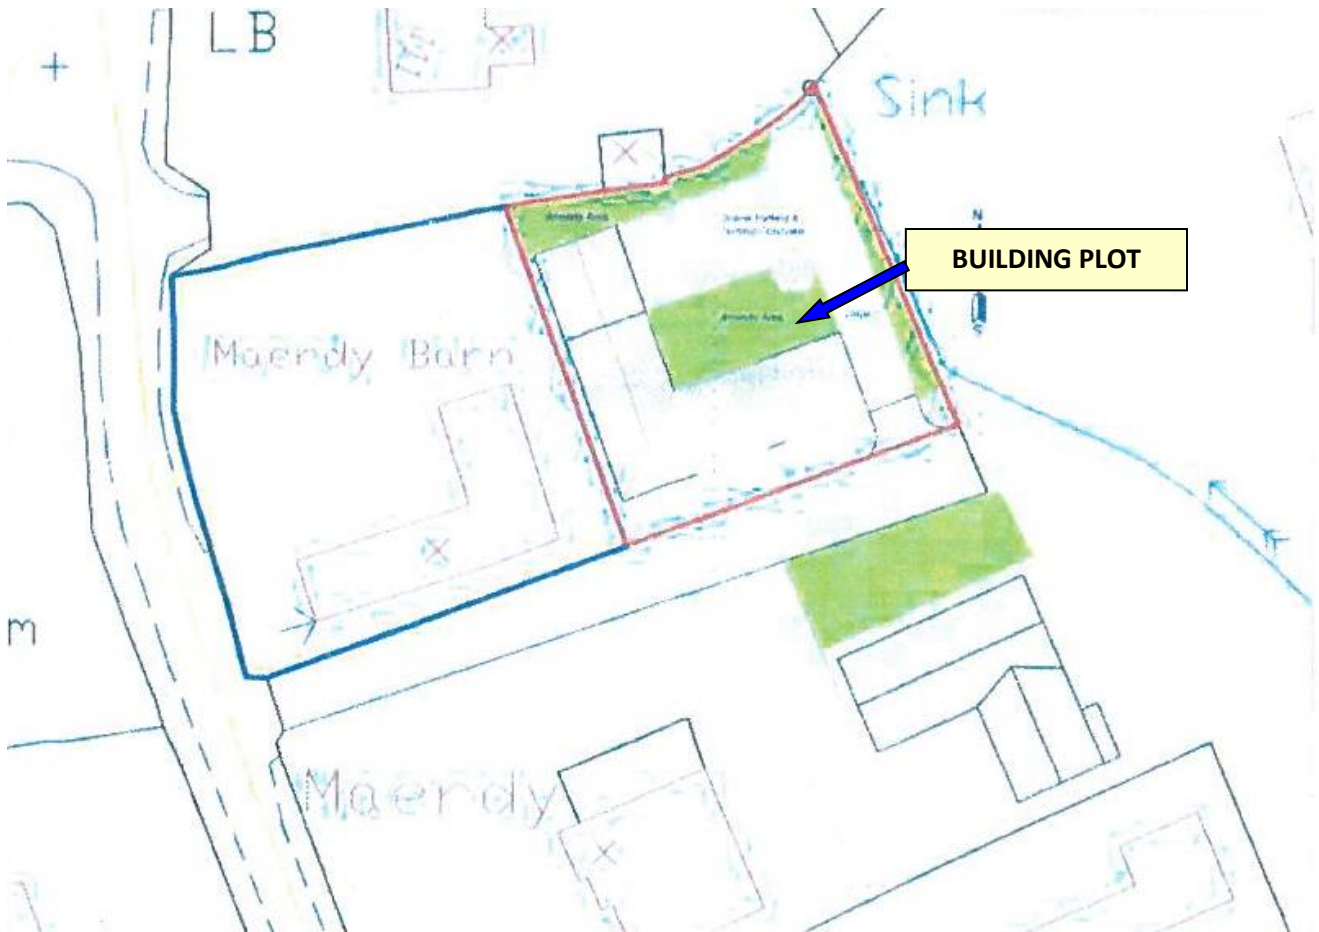 LB
Sink
Amenity Area
N
BUILDING PLOT
Amenity Area
Maerdy Barn
S
m
Maerdy